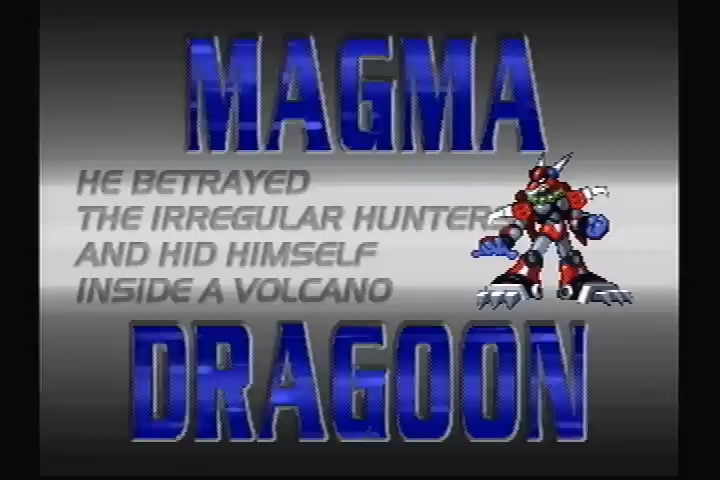 MAGMA
HE BETRAYED
THE IRREGULAR HUNTER
AND HID HIMSELF
INSIDE A VOLCANO
DRAGOON